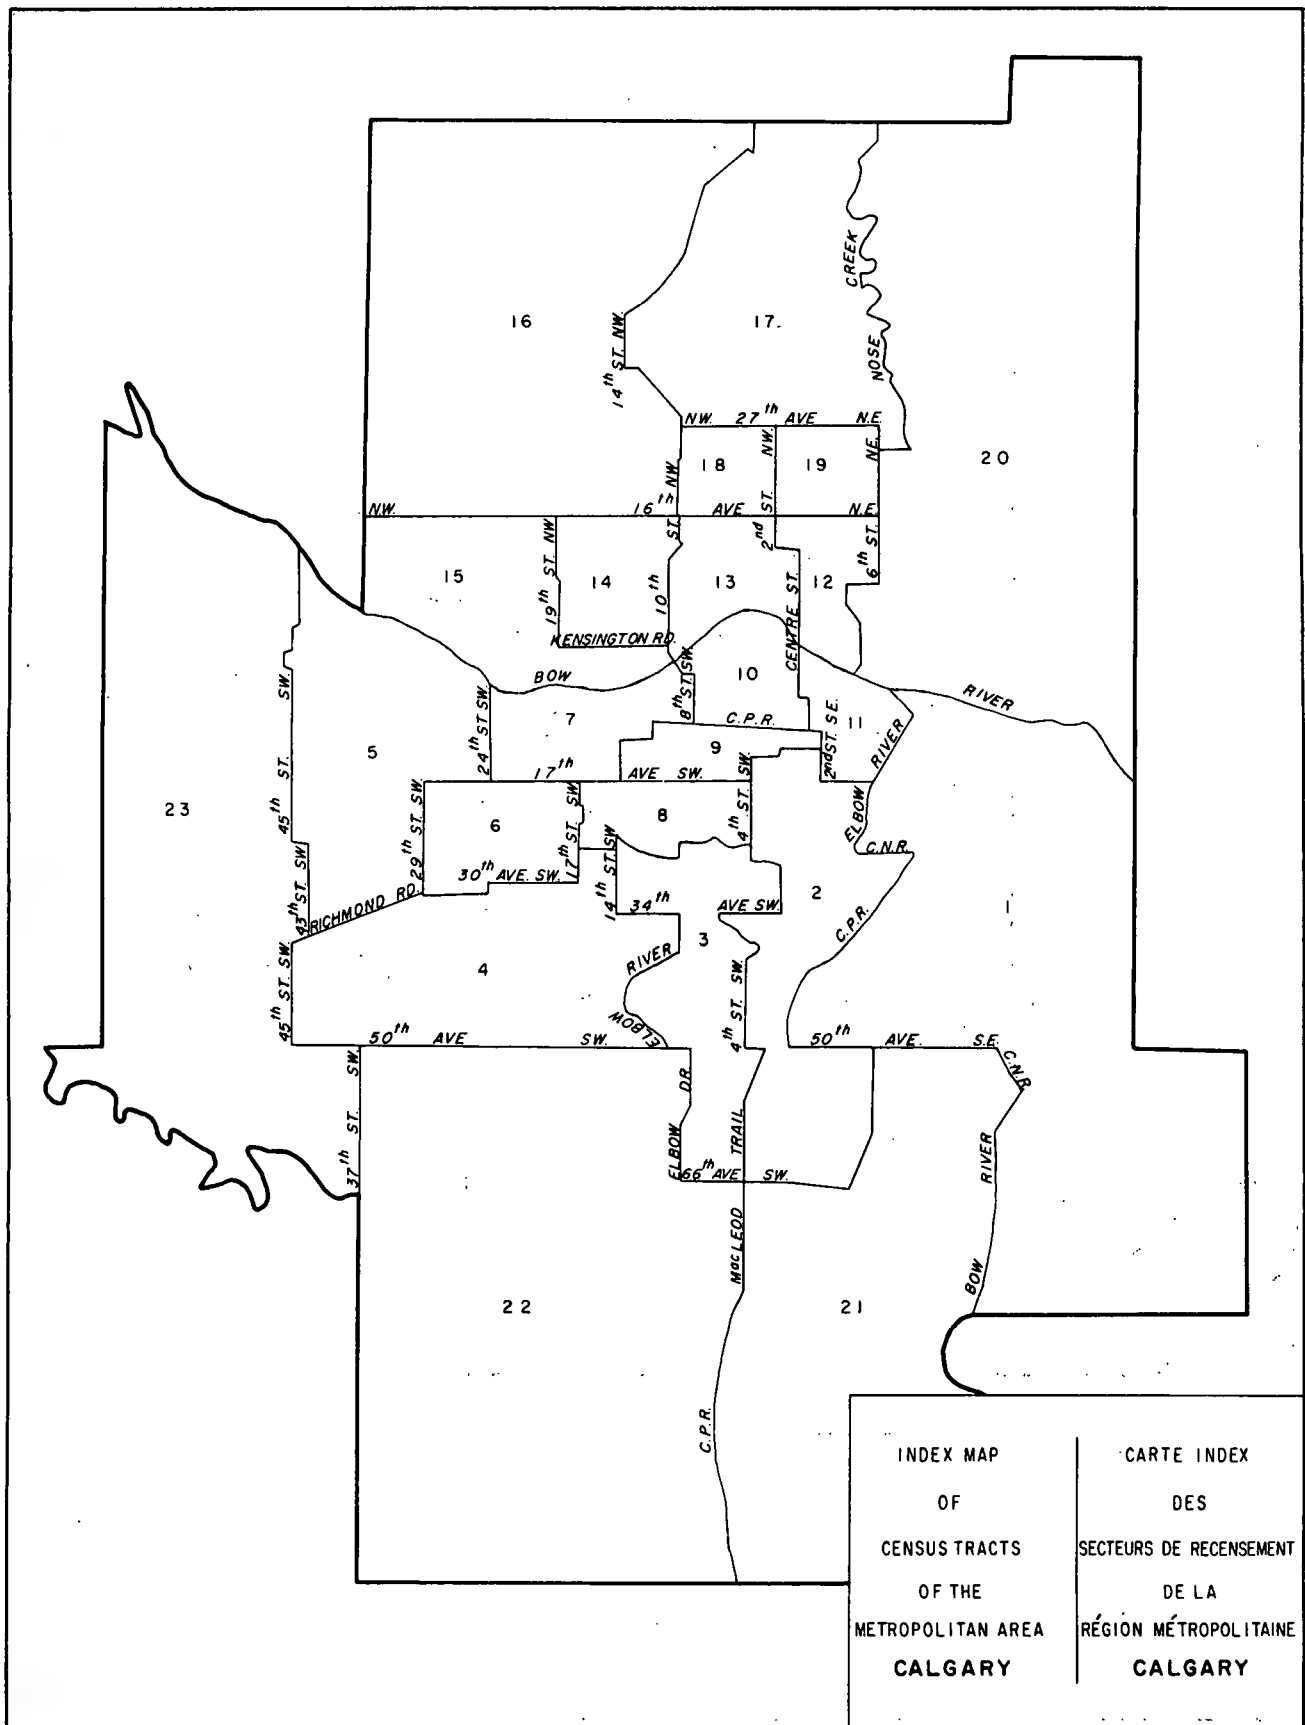 CREEK
NOSE
16
17.
14th ST. NW.
NW. 27th AVE N.E.
20
18
NW.
19
NE.
NW
N.W. 16th AVE N.E.
ST.
2nd ST.
6th ST.
19th ST. NW
15
14
10th
13
12
CENTRE ST.
KENSINGTON RD.
BOW
RIVER
10
8th ST. SW.
C.P.R.
11
7
24th ST SW.
45th ST. SW.
5
9
2nd ST. S.E.
RIVER
17th AVE SW.
23
29th ST. SW.
6
17th ST. SW
8
4th ST. SW.
ELBOW
C.N.R.
14th ST. SW
30th AVE. SW.
43th ST. SW
RICHMOND RD.
34th AVE SW.
2
1
3
C.P.R.
45th ST. SW.
4
RIVER
ELBOW
4th ST. SW.
50th AVE SW.
50th AVE. S.E.
C.N.R.
37th ST. SW.
ELBOW DR.
MacLEOD TRAIL
66th AVE SW.
BOW RIVER
22
21
C.P.R.
INDEX MAP
OF
CENSUS TRACTS
OF THE
METROPOLITAN AREA
CALGARY
CARTE INDEX
DES
SECTEURS DE RECENSEMENT
DE LA
RÉGION MÉTROPOLITAINE
CALGARY